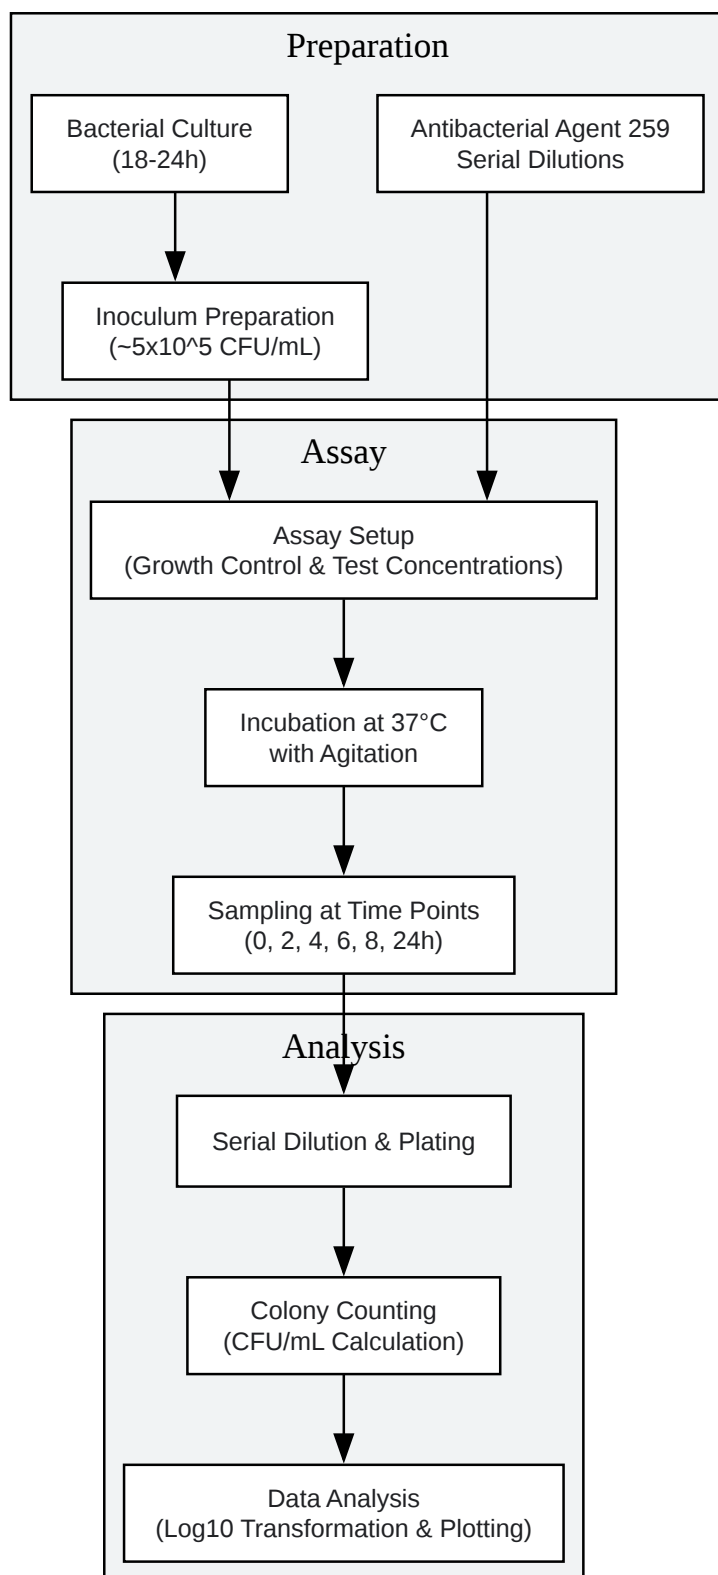 Preparation
Bacterial Culture
(18-24h)
Antibacterial Agent 259
Serial Dilutions
Inoculum Preparation
(~5x10^5 CFU/mL)
Assay
Assay Setup
(Growth Control & Test Concentrations)
Incubation at 37°C
with Agitation
Sampling at Time Points
(0, 2, 4, 6, 8, 24h)
Analysis
Serial Dilution & Plating
Colony Counting
(CFU/mL Calculation)
Data Analysis
(Log10 Transformation & Plotting)